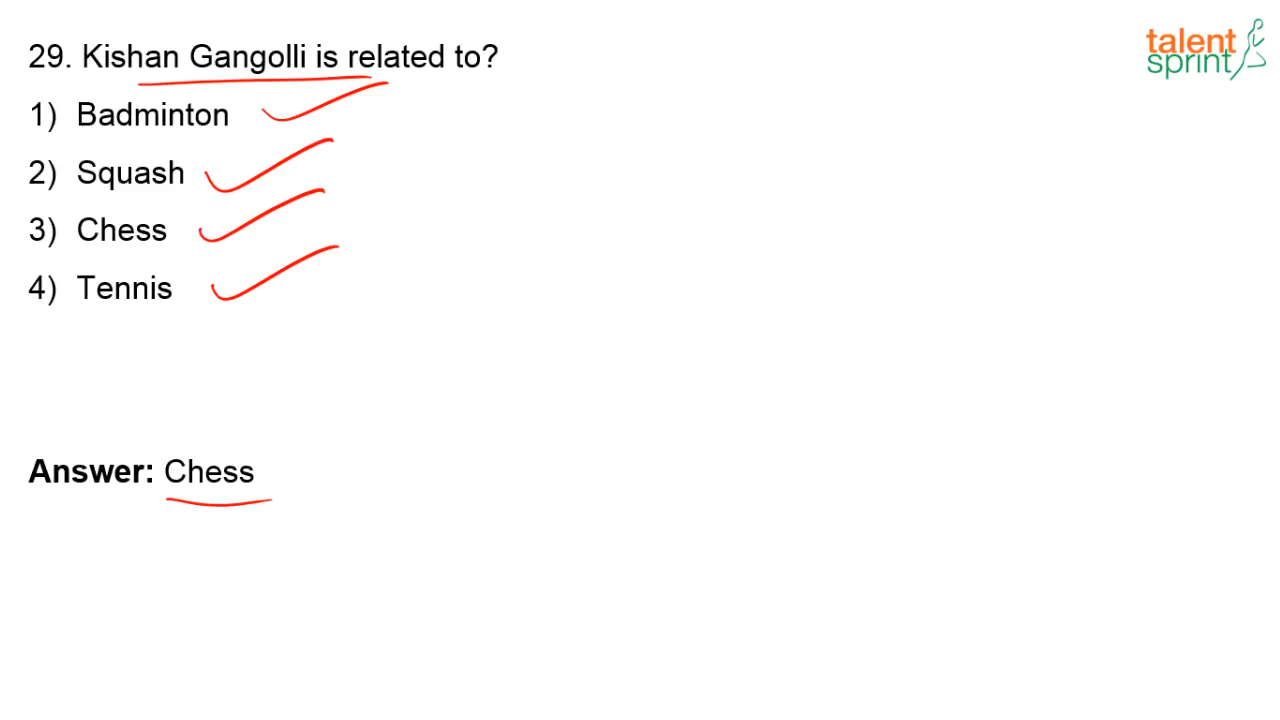 29. Kishan Gangolli is related to?
talent
sprint
1) Badminton
2) Squash
3) Chess
4) Tennis
Answer: Chess